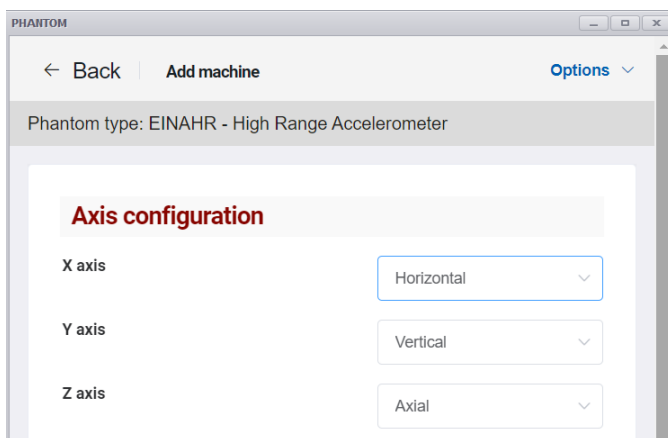 PHANTOM
← Back Add machine Options
Phantom type: EINAHR - High Range Accelerometer
Axis configuration
X axis Horizontal
Y axis Vertical
Z axis Axial